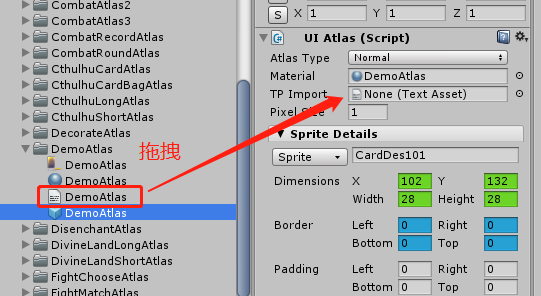 CombatAtlas2
CombatAtlas3
CombatRecordAtlas
CombatRoundAtlas
CthulhuCardAtlas
CthulhuCardBagAtlas
CthulhuLongAtlas
CthulhuShortAtlas
DecorateAtlas
DemoAtlas
DemoAtlas
DemoAtlas
DemoAtlas
DemoAtlas
DisenchantAtlas
DivineLandLongAtlas
DivineLandShortAtlas
FightChooseAtlas
FightMatchAtlas
拖拽
S X 1 Y 1 Z 1
UI Atlas (Script)
Atlas Type Normal
Material DemoAtlas
TP Import None (Text Asset)
Pixel Size 1
Sprite Details
Sprite CardDes101
Dimensions X 102 Y 132
Width 28 Height 28
Border Left 0 Right 0
Bottom 0 Top 0
Padding Left 0 Right 0
Bottom 0 Top 0